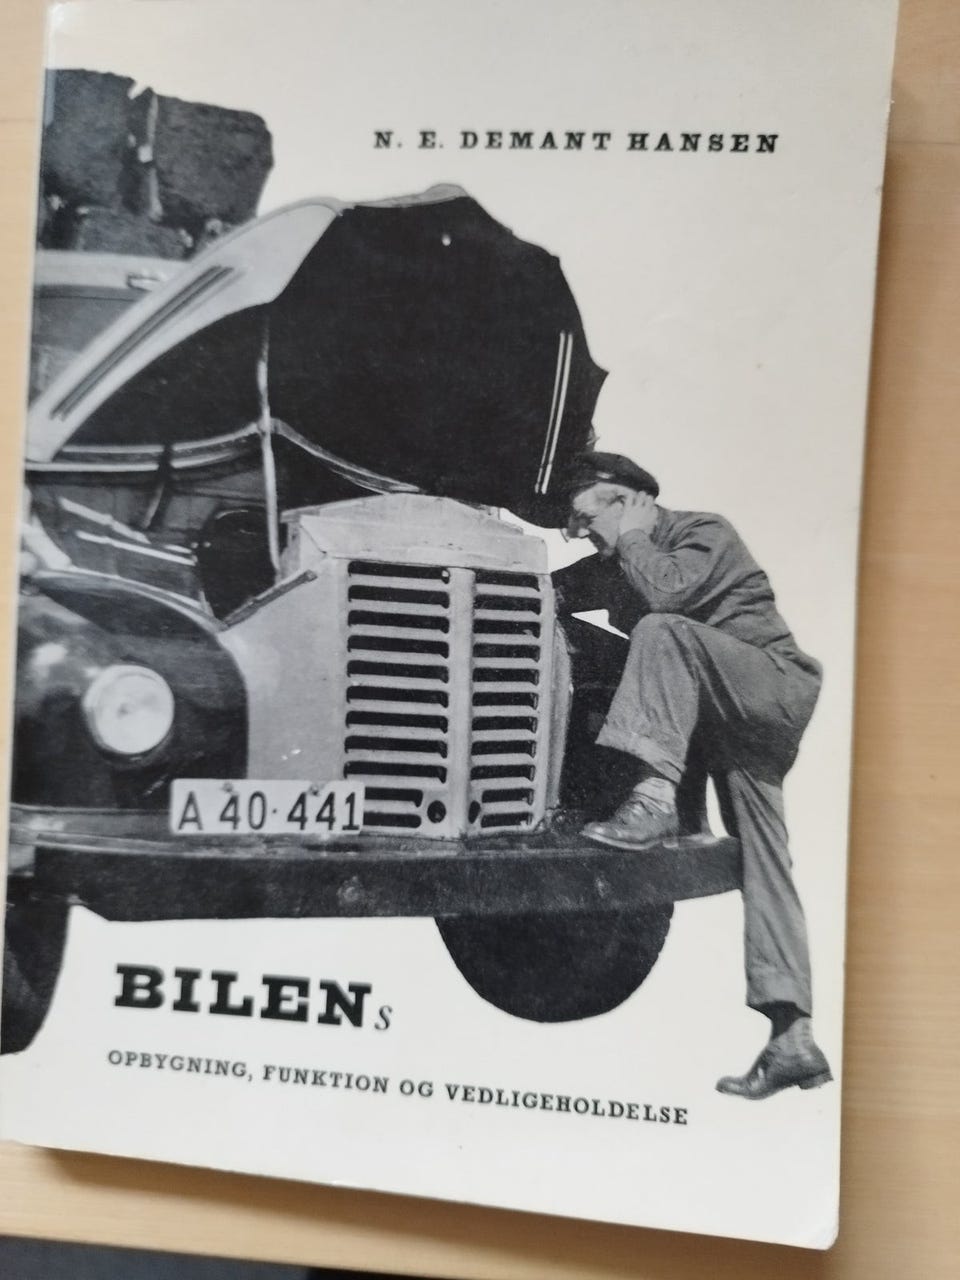 N. E. DEMANT HANSEN
A 40·441
BILENs
OPBYGNING, FUNKTION OG VEDLIGEHOLDELSE